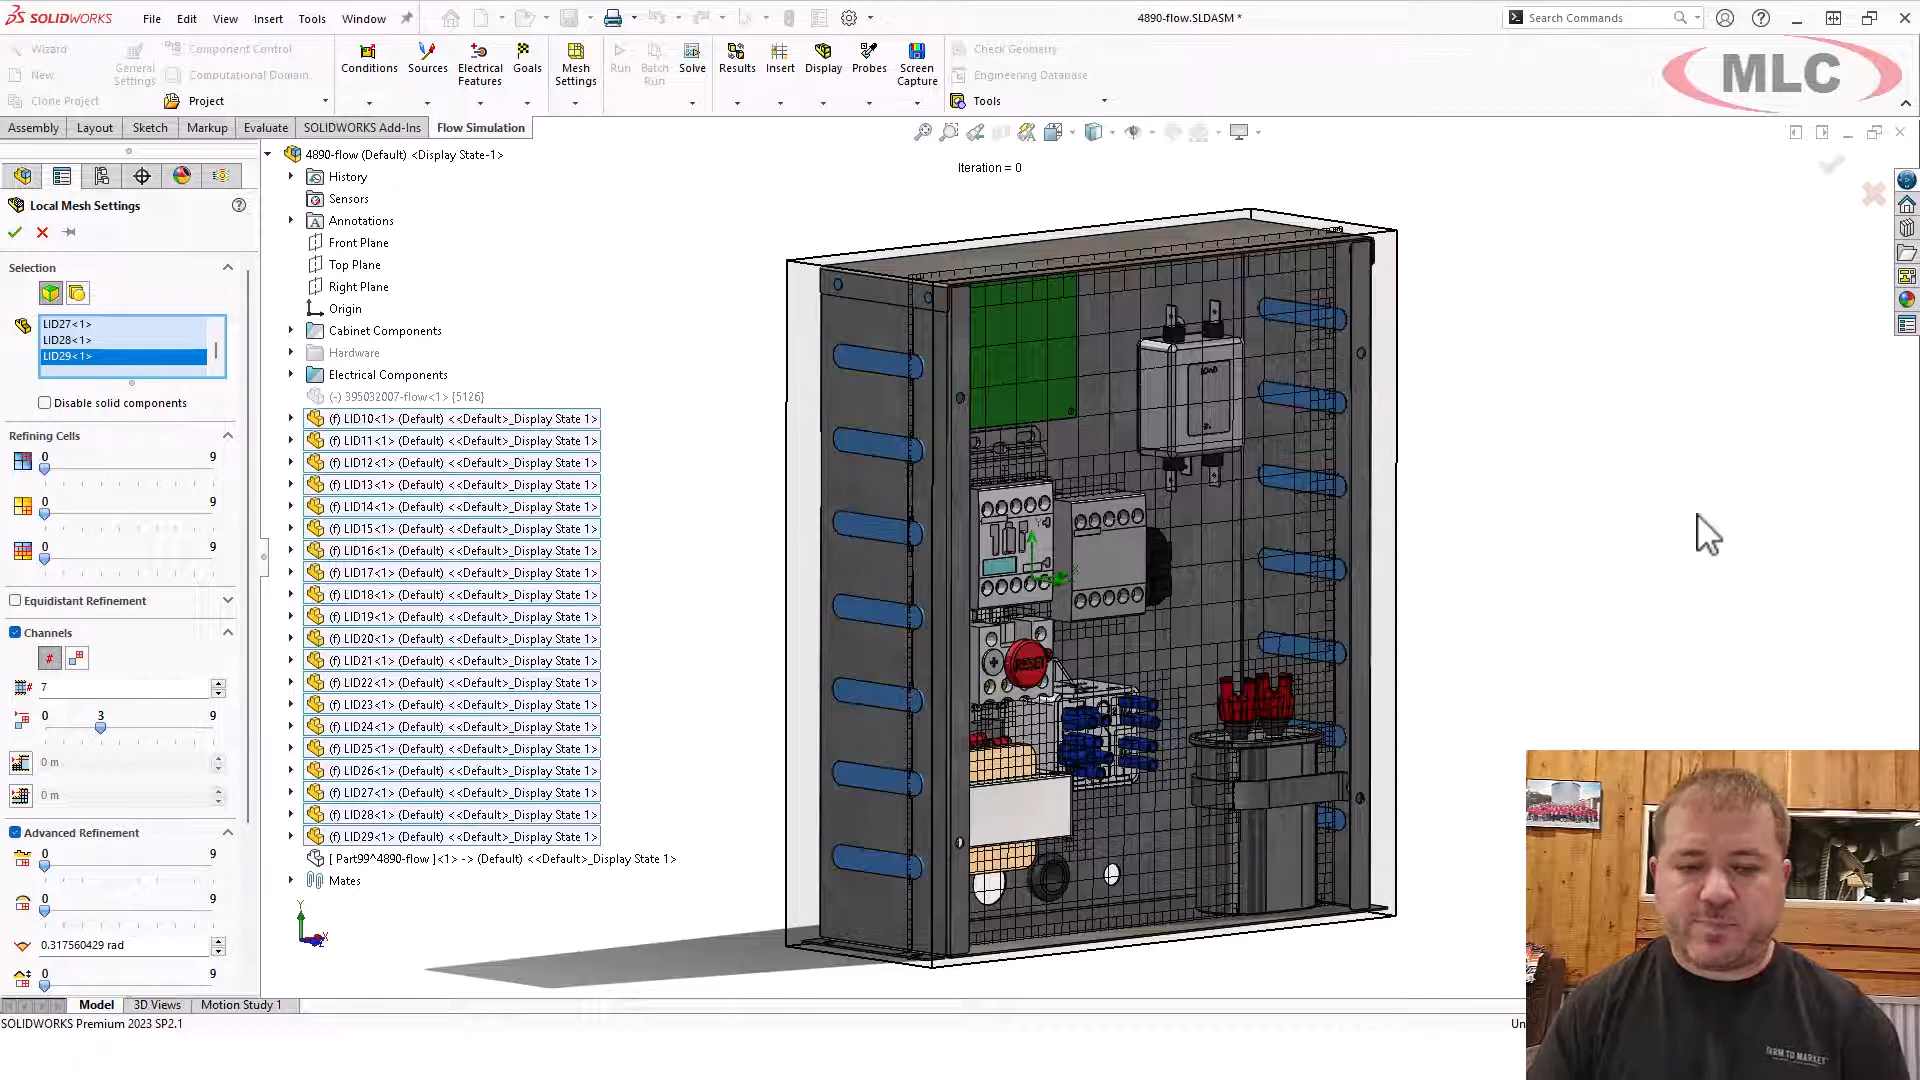 SOLIDWORKS
File
Edit
View
Insert
Tools
Window
4890-flow.SLDASM *
Search Commands
Wizard
New
Clone Project
General Settings
Component Control
Computational Domain
Project
Conditions
Sources
Electrical Features
Goals
Mesh Settings
Run
Batch Run
Solve
Results
Insert
Display
Probes
Screen Capture
Check Geometry
Engineering Database
Tools
MLC
Assembly
Layout
Sketch
Markup
Evaluate
SOLIDWORKS Add-Ins
Flow Simulation
Iteration = 0
Local Mesh Settings
Selection
LID27<1>
LID28<1>
LID29<1>
Disable solid components
Refining Cells
0
9
0
9
0
9
Equidistant Refinement
Channels
7
0
3
9
0 m
0 m
Advanced Refinement
0
9
0
9
0.317560429 rad
0
9
4890-flow (Default) <Display State-1>
History
Sensors
Annotations
Front Plane
Top Plane
Right Plane
Origin
Cabinet Components
Hardware
Electrical Components
(-) 395032007-flow<1> {5126}
(f) LID10<1> (Default) <<Default>_Display State 1>
(f) LID11<1> (Default) <<Default>_Display State 1>
(f) LID12<1> (Default) <<Default>_Display State 1>
(f) LID13<1> (Default) <<Default>_Display State 1>
(f) LID14<1> (Default) <<Default>_Display State 1>
(f) LID15<1> (Default) <<Default>_Display State 1>
(f) LID16<1> (Default) <<Default>_Display State 1>
(f) LID17<1> (Default) <<Default>_Display State 1>
(f) LID18<1> (Default) <<Default>_Display State 1>
(f) LID19<1> (Default) <<Default>_Display State 1>
(f) LID20<1> (Default) <<Default>_Display State 1>
(f) LID21<1> (Default) <<Default>_Display State 1>
(f) LID22<1> (Default) <<Default>_Display State 1>
(f) LID23<1> (Default) <<Default>_Display State 1>
(f) LID24<1> (Default) <<Default>_Display State 1>
(f) LID25<1> (Default) <<Default>_Display State 1>
(f) LID26<1> (Default) <<Default>_Display State 1>
(f) LID27<1> (Default) <<Default>_Display State 1>
(f) LID28<1> (Default) <<Default>_Display State 1>
(f) LID29<1> (Default) <<Default>_Display State 1>
[ Part99^4890-flow ]<1> -> (Default) <<Default>_Display State 1>
Mates
LOAD
RESET
Y
X
Model
3D Views
Motion Study 1
SOLIDWORKS Premium 2023 SP2.1
Un
FARM TO MARKET